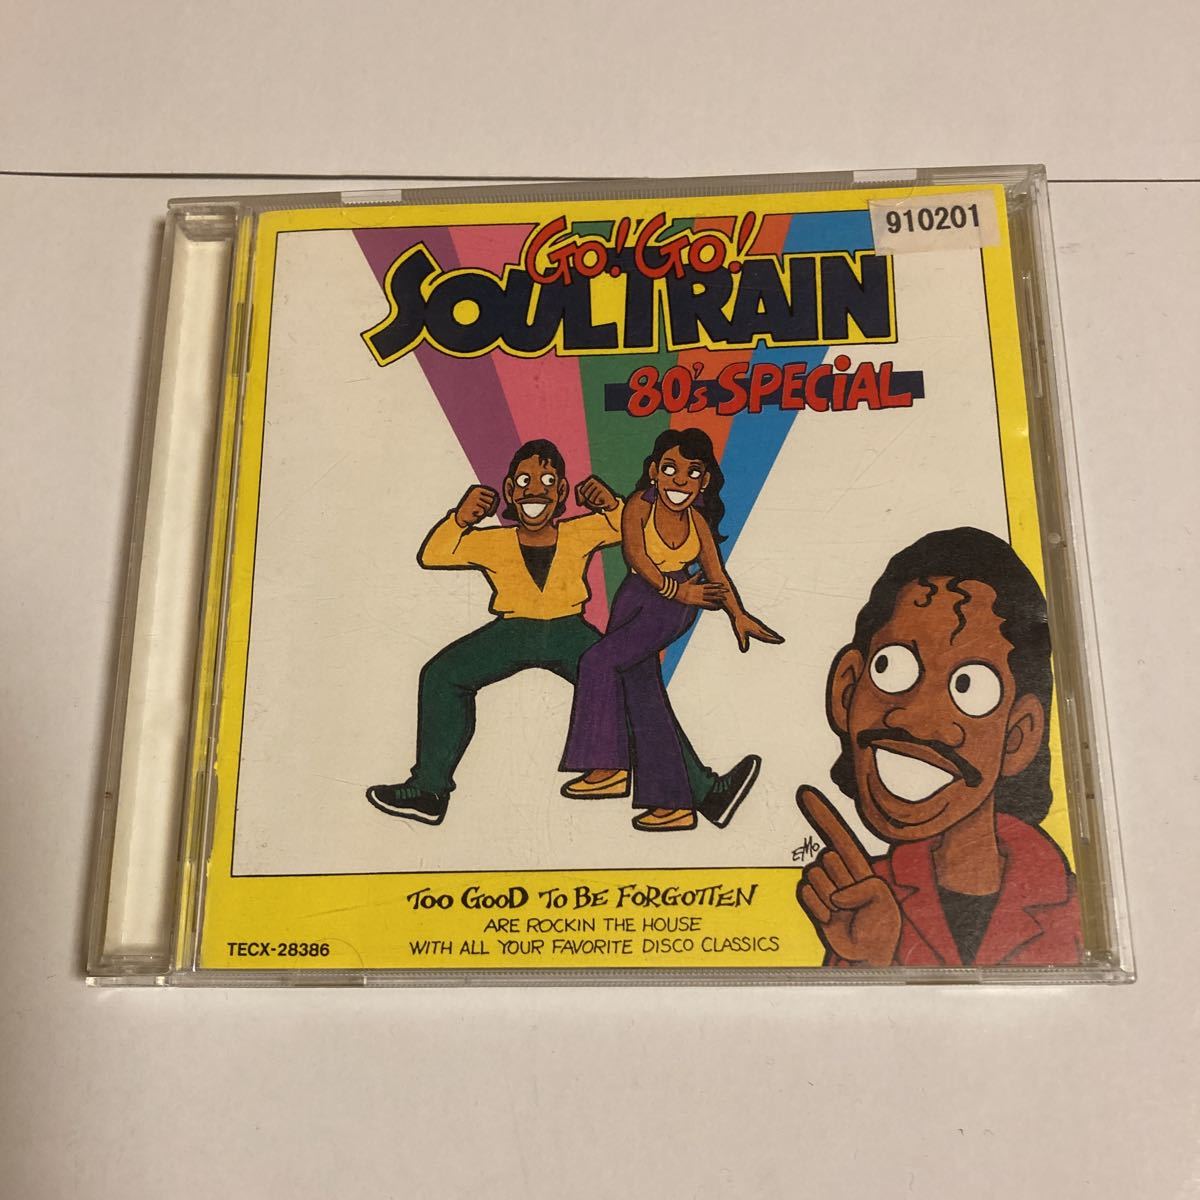 910201
GO! GO!
SOULTRAIN
80's SPECiAL
EMO
TOO GOOD TO BE FORGOTTEN
ARE ROCKIN THE HOUSE
WITH ALL YOUR FAVORITE DISCO CLASSICS
TECX-28386